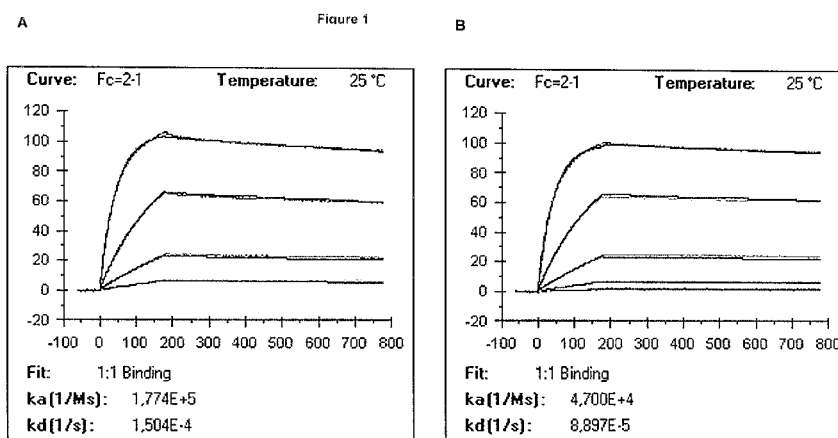 A
Figure 1
B
Curve: Fc=2-1 Temperature: 25 °C
120
100
80
60
40
20
0
-20
-100 0 100 200 300 400 500 600 700 800
Fit: 1:1 Binding
ka(1/Ms): 1,774E+5
kd(1/s): 1,504E-4
Curve: Fc=2-1 Temperature: 25 °C
120
100
80
60
40
20
0
-20
-100 0 100 200 300 400 500 600 700 800
Fit: 1:1 Binding
ka(1/Ms): 4,700E+4
kd(1/s): 8,897E-5